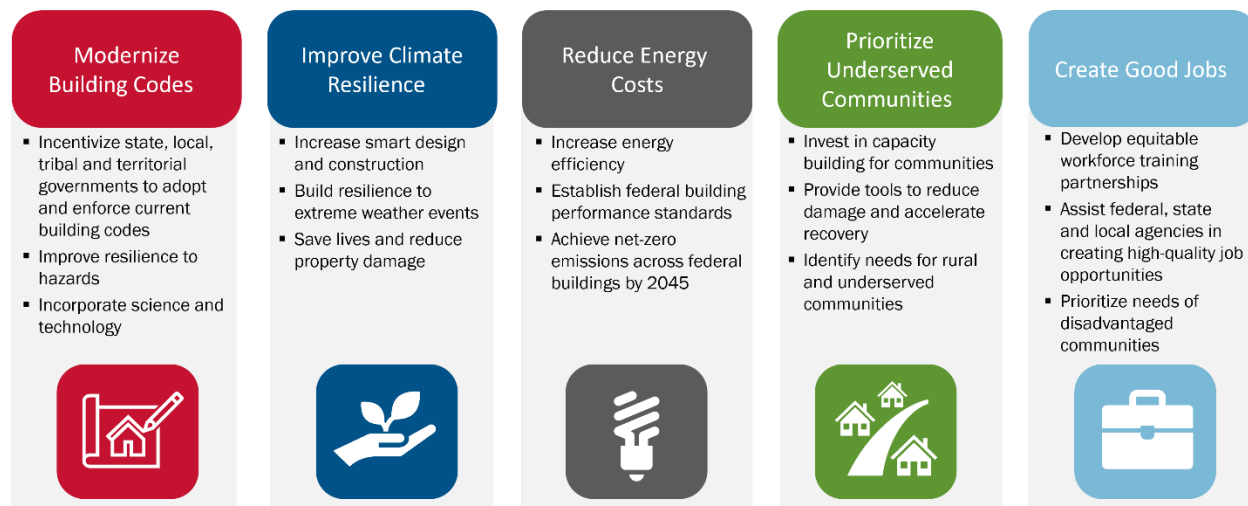 Modernize
Building Codes
▪ Incentivize state, local,
tribal and territorial
governments to adopt
and enforce current
building codes
▪ Improve resilience to
hazards
▪ Incorporate science and
technology
Improve Climate
Resilience
▪ Increase smart design
and construction
▪ Build resilience to
extreme weather events
▪ Save lives and reduce
property damage
Reduce Energy
Costs
▪ Increase energy
efficiency
▪ Establish federal building
performance standards
▪ Achieve net-zero
emissions across federal
buildings by 2045
Prioritize
Underserved
Communities
▪ Invest in capacity
building for communities
▪ Provide tools to reduce
damage and accelerate
recovery
▪ Identify needs for rural
and underserved
communities
Create Good Jobs
▪ Develop equitable
workforce training
partnerships
▪ Assist federal, state
and local agencies in
creating high-quality job
opportunities
▪ Prioritize needs of
disadvantaged
communities